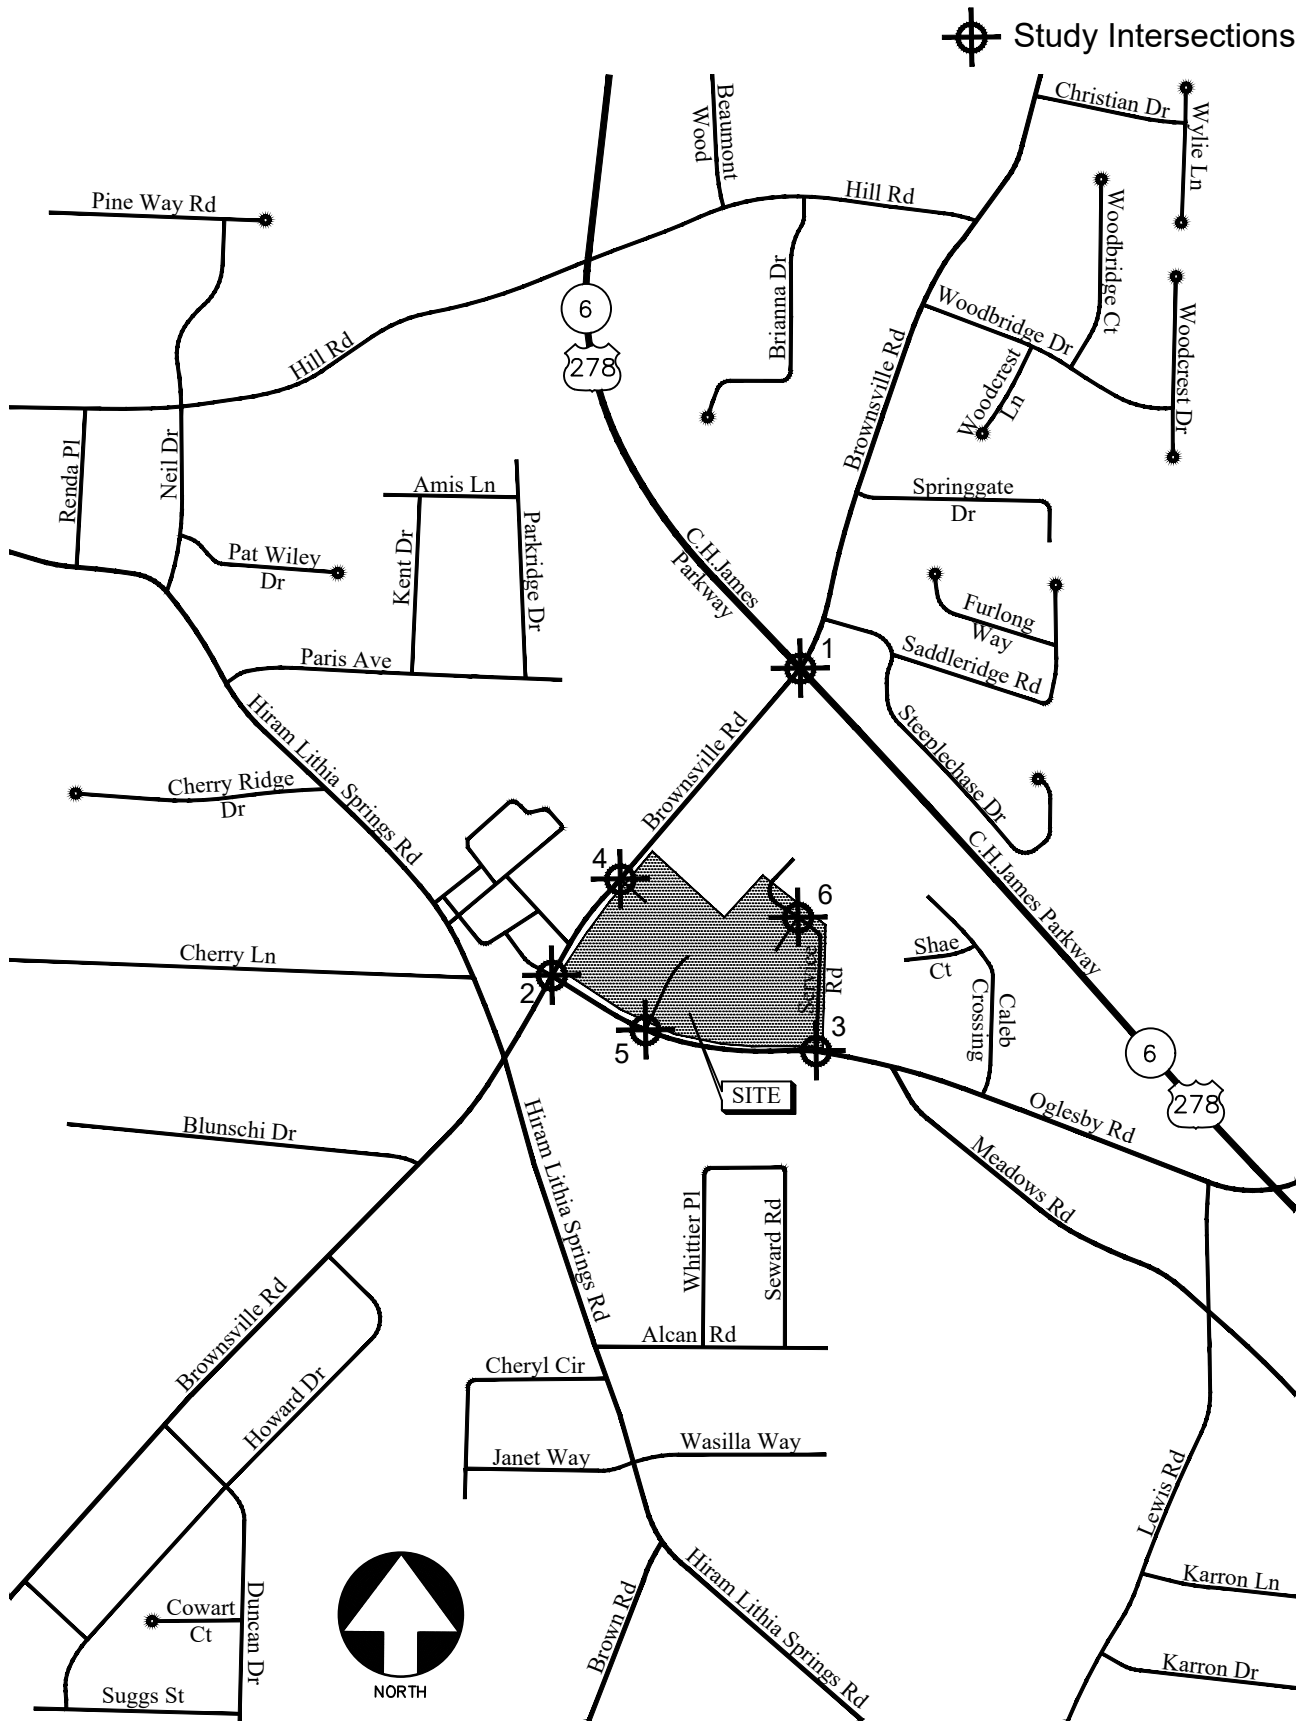 Study Intersections
Christian Dr
Wylie Ln
Beaumont
Wood
Pine Way Rd
Hill Rd
Woodbridge Ct
Brianna Dr
Woodbridge Dr
6
278
Hill Rd
Woodcrest
Ln
Woodcrest Dr
Brownsville Rd
Renda Pl
Neil Dr
Amis Ln
Springgate
Dr
Kent Dr
Parkridge Dr
Pat Wiley
Dr
C.H.James
Parkway
Furlong
Way
Paris Ave
1
Saddleridge Rd
Hiram Lithia Springs Rd
Brownsville Rd
Steeplechase Dr
Cherry Ridge
Dr
C.H.James Parkway
4
6
Cherry Ln
Shae
Ct
Service
Rd
Caleb
Crossing
2
5
3
6
278
SITE
Oglesby Rd
Blunschi Dr
Hiram Lithia Springs Rd
Meadows Rd
Whittier Pl
Seward Rd
Brownsville Rd
Alcan Rd
Cheryl Cir
Howard Dr
Janet Way
Wasilla Way
Lewis Rd
Hiram Lithia Springs Rd
Karron Ln
Cowart
Ct
Duncan Dr
Brown Rd
Karron Dr
Suggs St
NORTH